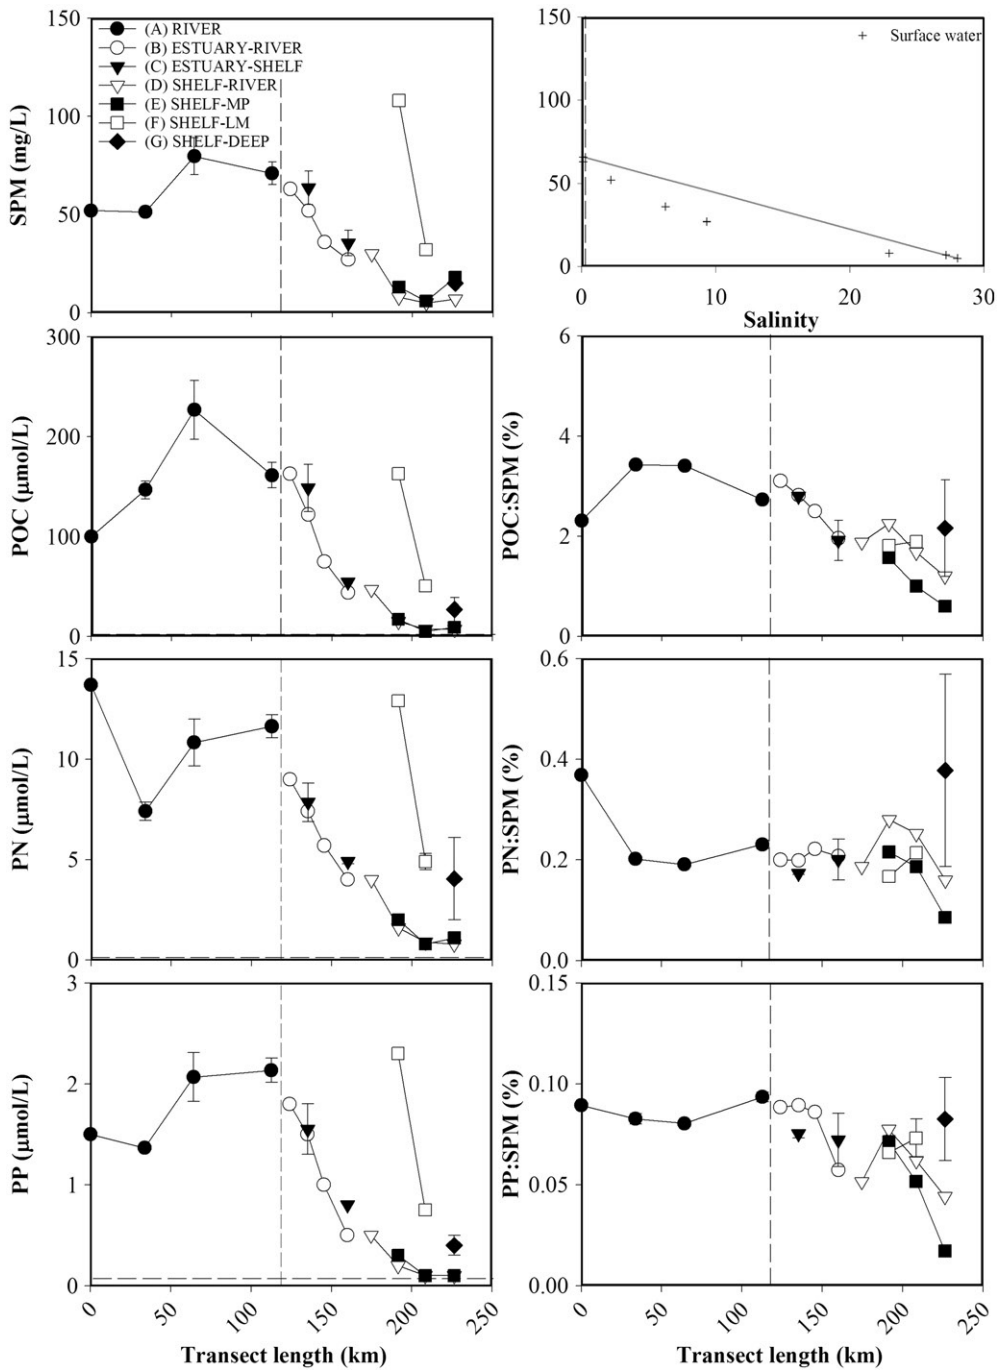 150
100
50
0
SPM (mg/L)
(A) RIVER
(B) ESTUARY-RIVER
(C) ESTUARY-SHELF
(D) SHELF-RIVER
(E) SHELF-MP
(F) SHELF-LM
(G) SHELF-DEEP
150
100
50
0
Surface water
0
10
20
30
Salinity
300
200
100
0
POC (µmol/L)
6
4
2
0
POC:SPM (%)
15
10
5
0
PN (µmol/L)
0.6
0.4
0.2
0.0
PN:SPM (%)
3
2
1
0
PP (µmol/L)
0
50
100
150
200
250
Transect length (km)
0.15
0.10
0.05
0.00
PP:SPM (%)
0
50
100
150
200
250
Transect length (km)